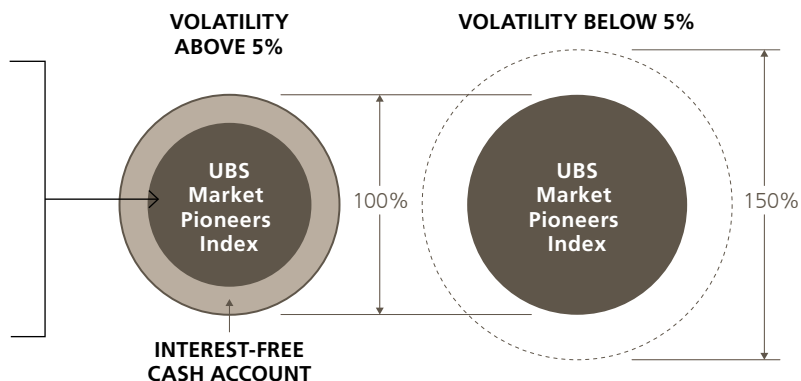 VOLATILITY
ABOVE 5%
VOLATILITY BELOW 5%
UBS
Market
Pioneers
Index
100%
UBS
Market
Pioneers
Index
150%
INTEREST-FREE
CASH ACCOUNT